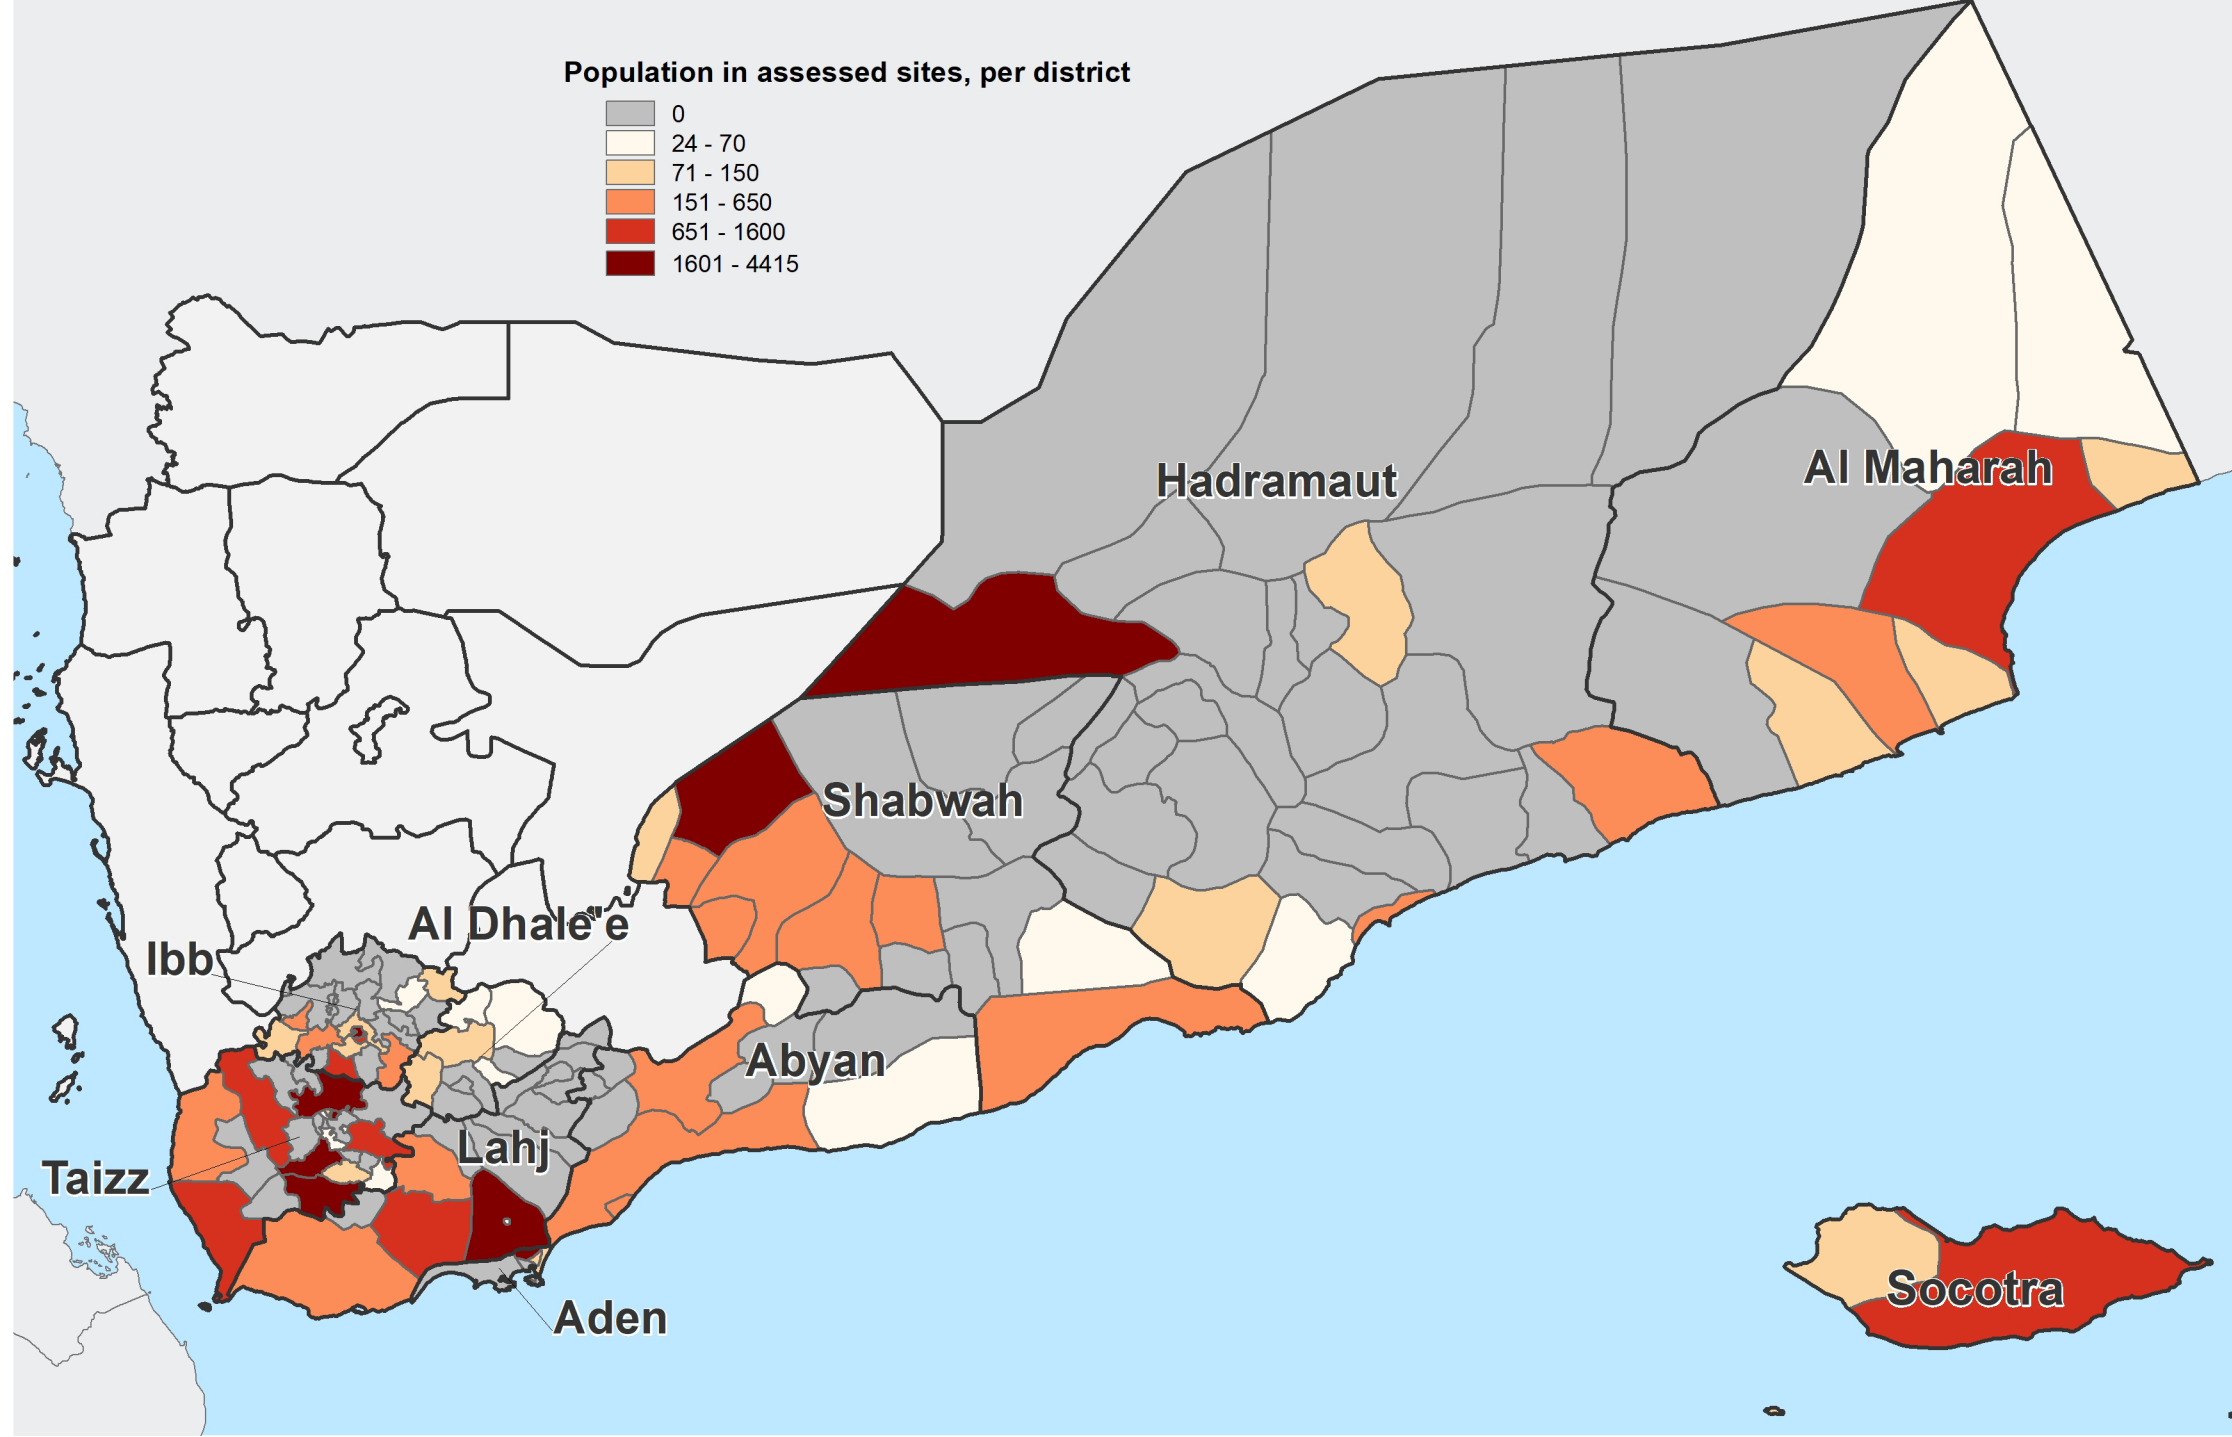 Population in assessed sites, per district
0
24 - 70
71 - 150
151 - 650
651 - 1600
1601 - 4415
Hadramaut
Al Maharah
Shabwah
Al Dhale'e
Ibb
Abyan
Lahj
Taizz
Socotra
Aden